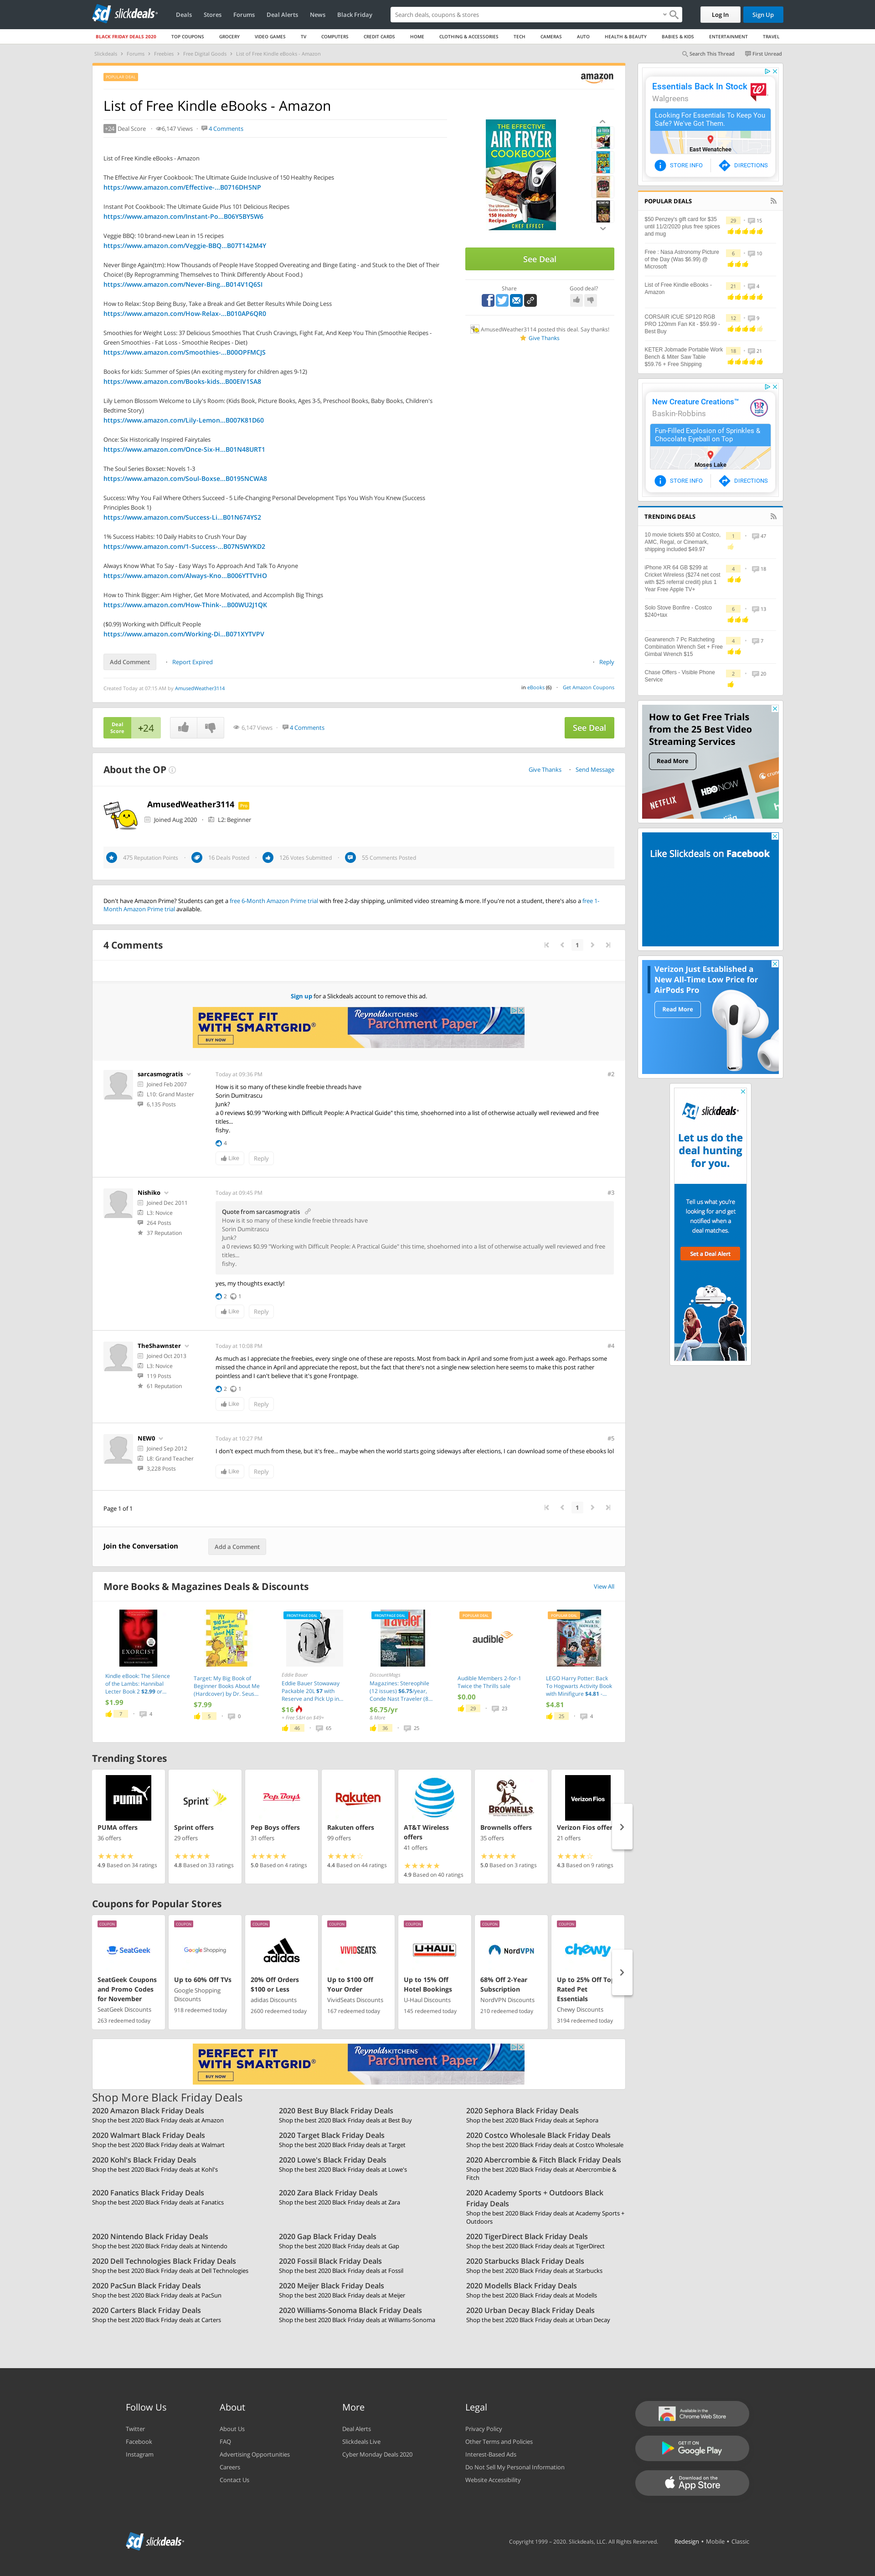 slickdeals
Deals Stores Forums Deal Alerts News Black Friday
Search deals, coupons & stores
Log In Sign Up
BLACK FRIDAY DEALS 2020 TOP COUPONS GROCERY VIDEO GAMES TV COMPUTERS CREDIT CARDS HOME CLOTHING & ACCESSORIES TECH CAMERAS AUTO HEALTH & BEAUTY BABIES & KIDS ENTERTAINMENT TRAVEL
Slickdeals Forums Freebies Free Digital Goods List of Free Kindle eBooks - Amazon
Search This Thread First Unread
POPULAR DEAL
amazon
List of Free Kindle eBooks - Amazon
+24 Deal Score 6,147 Views 4 Comments
List of Free Kindle eBooks - Amazon
The Effective Air Fryer Cookbook: The Ultimate Guide Inclusive of 150 Healthy Recipes
https://www.amazon.com/Effective-...B0716DH5NP
Instant Pot Cookbook: The Ultimate Guide Plus 101 Delicious Recipes
https://www.amazon.com/Instant-Po...B06Y5BY5W6
Veggie BBQ: 10 brand-new Lean in 15 recipes
https://www.amazon.com/Veggie-BBQ...B07T142M4Y
Never Binge Again(tm): How Thousands of People Have Stopped Overeating and Binge Eating - and Stuck to the Diet of Their
Choice! (By Reprogramming Themselves to Think Differently About Food.)
https://www.amazon.com/Never-Bing...B014V1Q65I
How to Relax: Stop Being Busy, Take a Break and Get Better Results While Doing Less
https://www.amazon.com/How-Relax-...B010AP6QR0
Smoothies for Weight Loss: 37 Delicious Smoothies That Crush Cravings, Fight Fat, And Keep You Thin (Smoothie Recipes -
Green Smoothies - Fat Loss - Smoothie Recipes - Diet)
https://www.amazon.com/Smoothies-...B00OPFMCJS
Books for kids: Summer of Spies (An exciting mystery for children ages 9-12)
https://www.amazon.com/Books-kids...B00EIV1SA8
Lily Lemon Blossom Welcome to Lily's Room: (Kids Book, Picture Books, Ages 3-5, Preschool Books, Baby Books, Children's
Bedtime Story)
https://www.amazon.com/Lily-Lemon...B007K81D60
Once: Six Historically Inspired Fairytales
https://www.amazon.com/Once-Six-H...B01N48URT1
The Soul Series Boxset: Novels 1-3
https://www.amazon.com/Soul-Boxse...B0195NCWA8
Success: Why You Fail Where Others Succeed - 5 Life-Changing Personal Development Tips You Wish You Knew (Success
Principles Book 1)
https://www.amazon.com/Success-Li...B01N674YS2
1% Success Habits: 10 Daily Habits to Crush Your Day
https://www.amazon.com/1-Success-...B07N5WYKD2
Always Know What To Say - Easy Ways To Approach And Talk To Anyone
https://www.amazon.com/Always-Kno...B006YTTVHO
How to Think Bigger: Aim Higher, Get More Motivated, and Accomplish Big Things
https://www.amazon.com/How-Think-...B00WU2J1QK
($0.99) Working with Difficult People
https://www.amazon.com/Working-Di...B071XYTVPV
Add Comment Report Expired Reply
Created Today at 07:15 AM by AmusedWeather3114
in eBooks (6) Get Amazon Coupons
THE EFFECTIVE
AIR FRYER
COOKBOOK
CHEF EFFECT
See Deal
Share Good deal?
AmusedWeather3114 posted this deal. Say thanks!
Give Thanks
Deal Score +24 6,147 Views 4 Comments See Deal
About the OP
Give Thanks Send Message
AmusedWeather3114 Pro
Joined Aug 2020 L2: Beginner
475 Reputation Points 16 Deals Posted 126 Votes Submitted 55 Comments Posted
Don't have Amazon Prime? Students can get a free 6-Month Amazon Prime trial with free 2-day shipping, unlimited video streaming & more. If you're not a student, there's also a free 1-
Month Amazon Prime trial available.
4 Comments
1
Sign up for a Slickdeals account to remove this ad.
PERFECT FIT
WITH SMARTGRID®
BUY NOW
Reynolds KITCHENS
Parchment Paper
sarcasmogratis
Joined Feb 2007
L10: Grand Master
6,135 Posts
Today at 09:36 PM #2
How is it so many of these kindle freebie threads have
Sorin Dumitrascu
Junk?
a 0 reviews $0.99 "Working with Difficult People: A Practical Guide" this time, shoehorned into a list of otherwise actually well reviewed and free
titles...
fishy.
4
Like Reply
Nishiko
Joined Dec 2011
L3: Novice
264 Posts
37 Reputation
Today at 09:45 PM #3
Quote from sarcasmogratis
How is it so many of these kindle freebie threads have
Sorin Dumitrascu
Junk?
a 0 reviews $0.99 "Working with Difficult People: A Practical Guide" this time, shoehorned into a list of otherwise actually well reviewed and free
titles...
fishy.
yes, my thoughts exactly!
2 1
Like Reply
TheShawnster
Joined Oct 2013
L3: Novice
119 Posts
61 Reputation
Today at 10:08 PM #4
As much as I appreciate the freebies, every single one of these are reposts. Most from back in April and some from just a week ago. Perhaps some
missed the chance in April and appreciate the repost, but the fact that there's not a single new selection here seems to make this post rather
pointless and I can't believe that it's gone Frontpage.
2 1
Like Reply
NEW0
Joined Sep 2012
L8: Grand Teacher
3,228 Posts
Today at 10:27 PM #5
I don't expect much from these, but it's free... maybe when the world starts going sideways after elections, I can download some of these ebooks lol
Like Reply
Page 1 of 1
1
Join the Conversation Add a Comment
More Books & Magazines Deals & Discounts View All
Kindle eBook: The Silence
of the Lambs: Hannibal
Lecter Book 2 $2.99 or...
$1.99
7 4
Target: My Big Book of
Beginner Books About Me
(Hardcover) by Dr. Seus...
$7.99
5 0
FRONTPAGE DEAL
Eddie Bauer
Eddie Bauer Stowaway
Packable 20L $7 with
Reserve and Pick Up in...
$16
+ Free S&H on $49+
46 65
FRONTPAGE DEAL
DiscountMags
Magazines: Stereophile
(12 issues) $6.75/year,
Conde Nast Traveler (8...
$6.75/yr
& More
36 25
POPULAR DEAL
audible
Audible Members 2-for-1
Twice the Thrills sale
$0.00
29 23
POPULAR DEAL
LEGO Harry Potter: Back
To Hogwarts Activity Book
with Minifigure $4.81 -...
$4.81
25 4
Trending Stores
PUMA
PUMA offers
36 offers
4.9 Based on 34 ratings
Sprint
Sprint offers
29 offers
4.8 Based on 33 ratings
Pep Boys
Pep Boys offers
31 offers
5.0 Based on 4 ratings
Rakuten
Rakuten offers
99 offers
4.4 Based on 44 ratings
AT&T Wireless
offers
41 offers
4.9 Based on 40 ratings
BROWNELLS
Brownells offers
35 offers
5.0 Based on 3 ratings
Verizon Fios
Verizon Fios offers
21 offers
4.3 Based on 9 ratings
Coupons for Popular Stores
COUPON
SeatGeek
SeatGeek Coupons
and Promo Codes
for November
SeatGeek Discounts
263 redeemed today
COUPON
Google Shopping
Up to 60% Off TVs
Google Shopping
Discounts
918 redeemed today
COUPON
adidas
20% Off Orders
$100 or Less
adidas Discounts
2600 redeemed today
COUPON
VIVIDSEATS.
Up to $100 Off
Your Order
VividSeats Discounts
167 redeemed today
COUPON
U-HAUL
Up to 15% Off
Hotel Bookings
U-Haul Discounts
145 redeemed today
COUPON
NordVPN
68% Off 2-Year
Subscription
NordVPN Discounts
210 redeemed today
COUPON
chewy
Up to 25% Off Top
Rated Pet
Essentials
Chewy Discounts
3194 redeemed today
PERFECT FIT
WITH SMARTGRID®
BUY NOW
Reynolds KITCHENS
Parchment Paper
Shop More Black Friday Deals
2020 Amazon Black Friday Deals
Shop the best 2020 Black Friday deals at Amazon
2020 Best Buy Black Friday Deals
Shop the best 2020 Black Friday deals at Best Buy
2020 Sephora Black Friday Deals
Shop the best 2020 Black Friday deals at Sephora
2020 Walmart Black Friday Deals
Shop the best 2020 Black Friday deals at Walmart
2020 Target Black Friday Deals
Shop the best 2020 Black Friday deals at Target
2020 Costco Wholesale Black Friday Deals
Shop the best 2020 Black Friday deals at Costco Wholesale
2020 Kohl's Black Friday Deals
Shop the best 2020 Black Friday deals at Kohl's
2020 Lowe's Black Friday Deals
Shop the best 2020 Black Friday deals at Lowe's
2020 Abercrombie & Fitch Black Friday Deals
Shop the best 2020 Black Friday deals at Abercrombie &
Fitch
2020 Fanatics Black Friday Deals
Shop the best 2020 Black Friday deals at Fanatics
2020 Zara Black Friday Deals
Shop the best 2020 Black Friday deals at Zara
2020 Academy Sports + Outdoors Black
Friday Deals
Shop the best 2020 Black Friday deals at Academy Sports +
Outdoors
2020 Nintendo Black Friday Deals
Shop the best 2020 Black Friday deals at Nintendo
2020 Gap Black Friday Deals
Shop the best 2020 Black Friday deals at Gap
2020 TigerDirect Black Friday Deals
Shop the best 2020 Black Friday deals at TigerDirect
2020 Dell Technologies Black Friday Deals
Shop the best 2020 Black Friday deals at Dell Technologies
2020 Fossil Black Friday Deals
Shop the best 2020 Black Friday deals at Fossil
2020 Starbucks Black Friday Deals
Shop the best 2020 Black Friday deals at Starbucks
2020 PacSun Black Friday Deals
Shop the best 2020 Black Friday deals at PacSun
2020 Meijer Black Friday Deals
Shop the best 2020 Black Friday deals at Meijer
2020 Modells Black Friday Deals
Shop the best 2020 Black Friday deals at Modells
2020 Carters Black Friday Deals
Shop the best 2020 Black Friday deals at Carters
2020 Williams-Sonoma Black Friday Deals
Shop the best 2020 Black Friday deals at Williams-Sonoma
2020 Urban Decay Black Friday Deals
Shop the best 2020 Black Friday deals at Urban Decay
Essentials Back In Stock
Walgreens
Looking For Essentials To Keep You
Safe? We've Got Them.
East Wenatchee
STORE INFO DIRECTIONS
POPULAR DEALS
$50 Penzey's gift card for $35
until 11/2/2020 plus free spices
and mug
29 15
Free : Nasa Astronomy Picture
of the Day (Was $6.99) @
Microsoft
6 10
List of Free Kindle eBooks -
Amazon
21 4
CORSAIR iCUE SP120 RGB
PRO 120mm Fan Kit - $59.99 -
Best Buy
12 9
KETER Jobmade Portable Work
Bench & Miter Saw Table
$59.76 + Free Shipping
18 21
New Creature Creations™
Baskin-Robbins
Fun-Filled Explosion of Sprinkles &
Chocolate Eyeball on Top
Moses Lake
STORE INFO DIRECTIONS
TRENDING DEALS
10 movie tickets $50 at Costco,
AMC, Regal, or Cinemark,
shipping included $49.97
1 47
iPhone XR 64 GB $299 at
Cricket Wireless ($274 net cost
with $25 referral credit) plus 1
Year Free Apple TV+
4 18
Solo Stove Bonfire - Costco
$240+tax
6 13
Gearwrench 7 Pc Ratcheting
Combination Wrench Set + Free
Gimbal Wrench $15
4 7
Chase Offers - Visible Phone
Service
2 20
How to Get Free Trials
from the 25 Best Video
Streaming Services
Read More
NETFLIX HBO NOW
Like Slickdeals on Facebook
Verizon Just Established a
New All-Time Low Price for
AirPods Pro
Read More
slickdeals
Let us do the
deal hunting
for you.
Tell us what you're
looking for and get
notified when a
deal matches.
Set a Deal Alert
Follow Us
Twitter
Facebook
Instagram
About
About Us
FAQ
Advertising Opportunities
Careers
Contact Us
More
Deal Alerts
Slickdeals Live
Cyber Monday Deals 2020
Legal
Privacy Policy
Other Terms and Policies
Interest-Based Ads
Do Not Sell My Personal Information
Website Accessibility
Available in the
Chrome Web Store
GET IT ON
Google Play
Download on the
App Store
slickdeals
Copyright 1999 - 2020. Slickdeals, LLC. All Rights Reserved. Redesign • Mobile • Classic